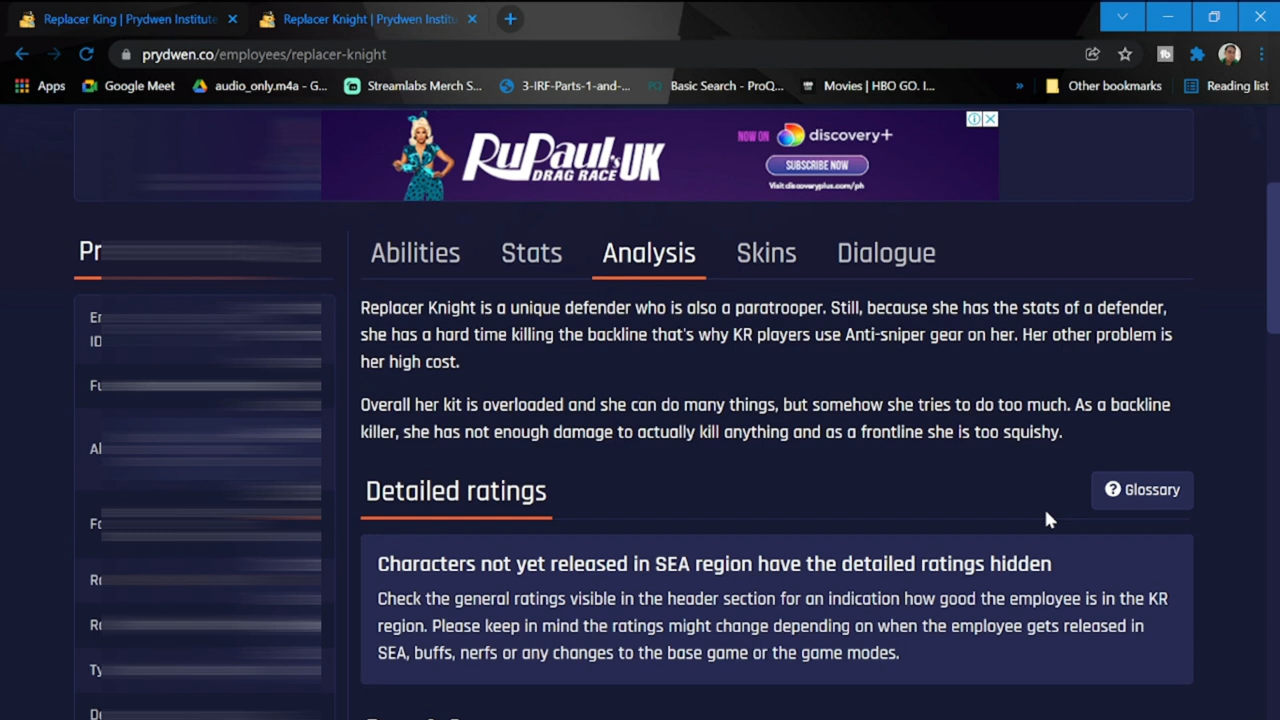 Replacer King | Prydwen Institute
Replacer Knight | Prydwen Institu
prydwen.co/employees/replacer-knight
Apps
Google Meet
audio_only.m4a - G...
Streamlabs Merch S...
3-IRF-Parts-1-and-...
Basic Search - ProQ...
Movies | HBO GO. I...
»
Other bookmarks
Reading list
RuPaul's
DRAG RACE UK
NOW ON discovery+
SUBSCRIBE NOW
Visit discoveryplus.com/ph
Pr
Abilities
Stats
Analysis
Skins
Dialogue
Replacer Knight is a unique defender who is also a paratrooper. Still, because she has the stats of a defender,
she has a hard time killing the backline that's why KR players use Anti-sniper gear on her. Her other problem is
her high cost.
Overall her kit is overloaded and she can do many things, but somehow she tries to do too much. As a backline
killer, she has not enough damage to actually kill anything and as a frontline she is too squishy.
Detailed ratings
Glossary
Characters not yet released in SEA region have the detailed ratings hidden
Check the general ratings visible in the header section for an indication how good the employee is in the KR
region. Please keep in mind the ratings might change depending on when the employee gets released in
SEA, buffs, nerfs or any changes to the base game or the game modes.
ID